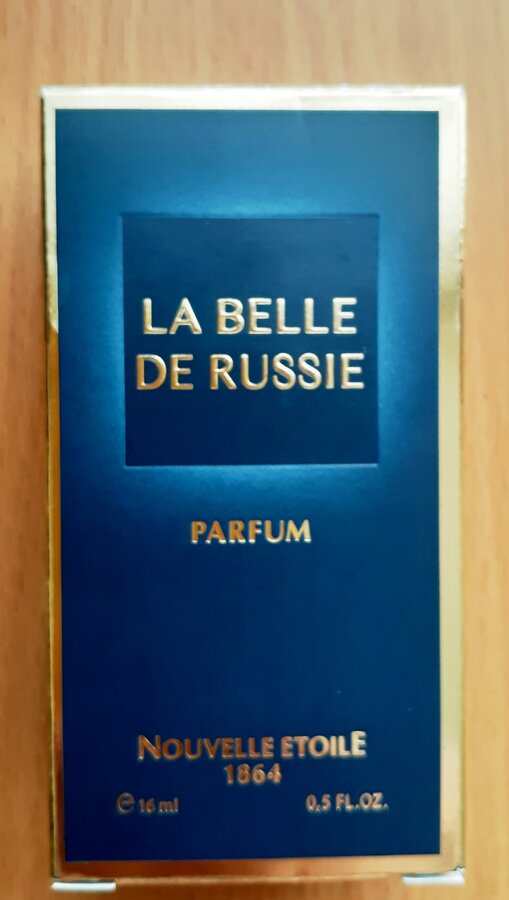 LA BELLE
DE RUSSIE
PARFUM
NOUVELLE ETOILE
1864
℮ 16 ml 0,5 FL.OZ.